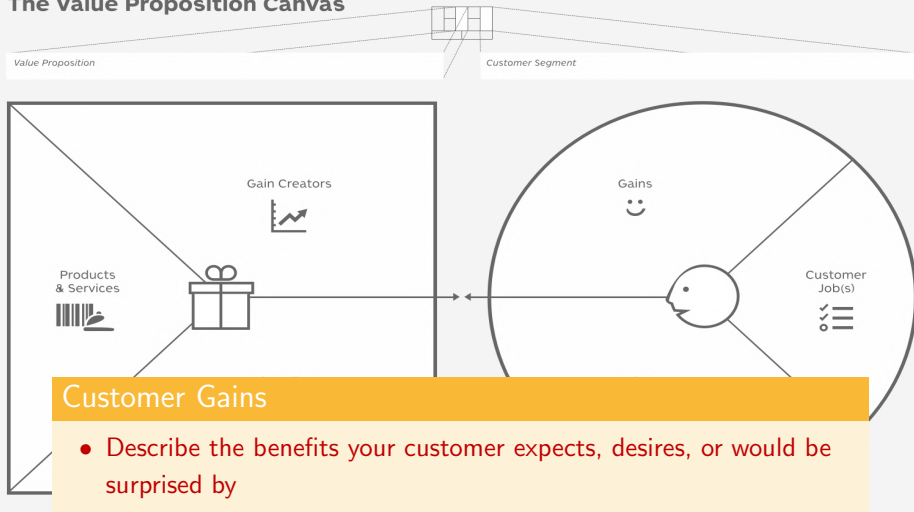 The Value Proposition Canvas
Value Proposition
Customer Segment
Gain Creators
Gains
Products
& Services
Customer
Job(s)
Customer Gains
• Describe the benefits your customer expects, desires, or would be
surprised by